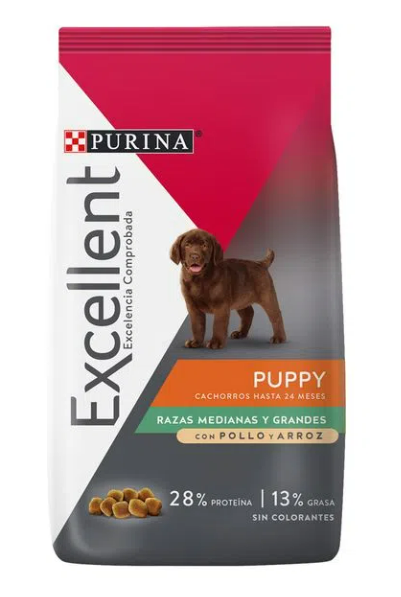 PURINA®
Excellent
Excelencia Comprobada
PUPPY
CACHORROS HASTA 24 MESES
RAZAS MEDIANAS Y GRANDES
CON POLLO Y ARROZ
28% PROTEÍNA | 13% GRASA
SIN COLORANTES